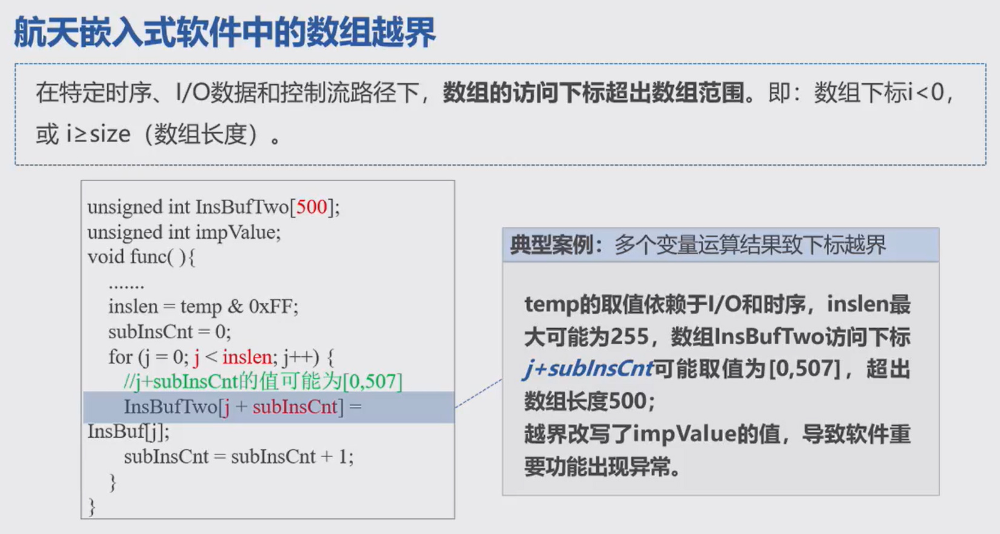 航天嵌入式软件中的数组越界
在特定时序、I/O数据和控制流路径下，数组的访问下标超出数组范围。即：数组下标i<0，
或 i≥size（数组长度）。
unsigned int InsBufTwo[500];
unsigned int impValue;
void func( ){
.......
inslen = temp & 0xFF;
subInsCnt = 0;
for (j = 0; j < inslen; j++) {
//j+subInsCnt的值可能为[0,507]
InsBufTwo[j + subInsCnt] =
InsBuf[j];
subInsCnt = subInsCnt + 1;
}
}
典型案例：多个变量运算结果致下标越界
temp的取值依赖于I/O和时序，inslen最
大可能为255，数组InsBufTwo访问下标
j+subInsCnt可能取值为[0,507]，超出
数组长度500；
越界改写了impValue的值，导致软件重
要功能出现异常。